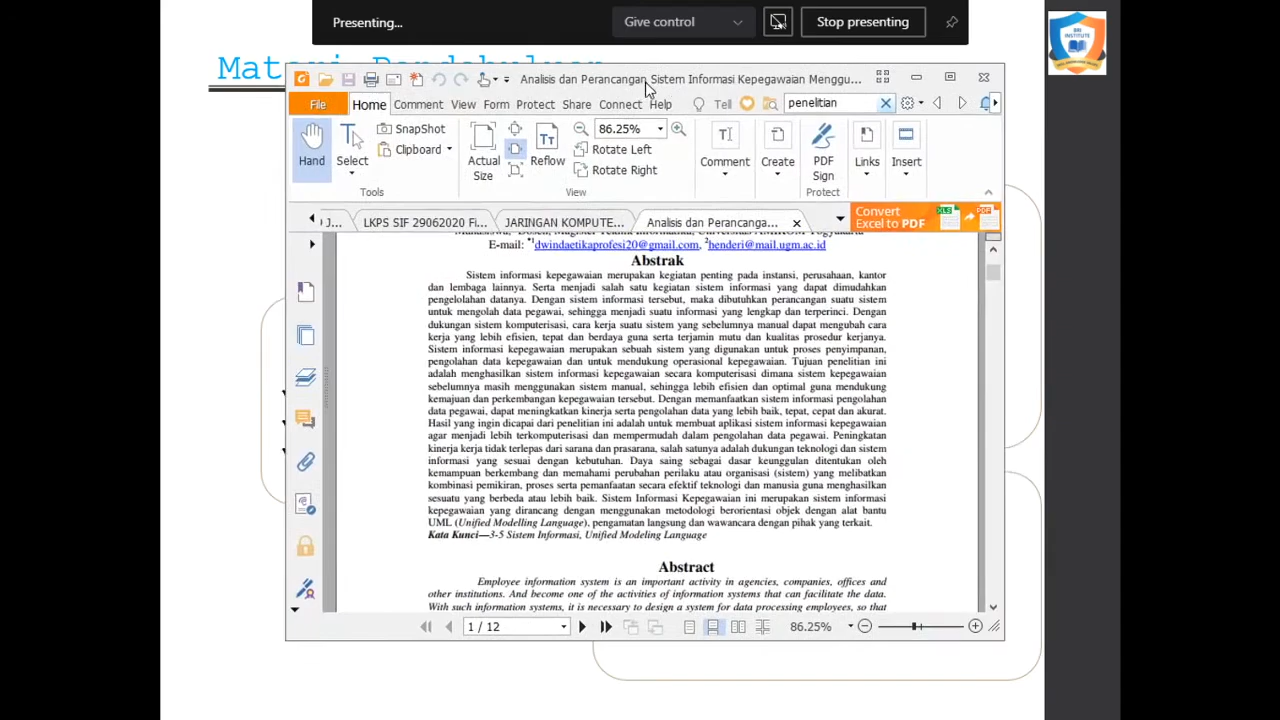 Presenting...
Give control
Stop presenting
BRI
INSTITUTE
Analisis dan Perancangan Sistem Informasi Kepegawaian Menggu...
File Home Comment View Form Protect Share Connect Help Tell penelitian
Hand
Select
SnapShot
Clipboard
Tools
Actual
Size
Reflow
86.25%
Rotate Left
Rotate Right
View
Comment
Create
PDF
Sign
Protect
Links
Insert
J... LKPS SIF 29062020 Fi... JARINGAN KOMPUTE... Analisis dan Perancanga...
Convert
Excel to PDF
XLS
PDF
E-mail: *1dwindaetikaprofesi20@gmail.com, 2henderi@mail.ugm.ac.id
Abstrak
Sistem informasi kepegawaian merupakan kegiatan penting pada instansi, perusahaan, kantor
dan lembaga lainnya. Serta menjadi salah satu kegiatan sistem informasi yang dapat dimudahkan
pengelolahan datanya. Dengan sistem informasi tersebut, maka dibutuhkan perancangan suatu sistem
untuk mengolah data pegawai, sehingga menjadi suatu informasi yang lengkap dan terperinci. Dengan
dukungan sistem komputerisasi, cara kerja suatu sistem yang sebelumnya manual dapat mengubah cara
kerja yang lebih efisien, tepat dan berdaya guna serta terjamin mutu dan kualitas prosedur kerjanya.
Sistem informasi kepegawaian merupakan sebuah sistem yang digunakan untuk proses penyimpanan,
pengolahan data kepegawaian dan untuk mendukung operasional kepegawaian. Tujuan penelitian ini
adalah menghasilkan sistem informasi kepegawaian secara komputerisasi dimana sistem kepegawaian
sebelumnya masih menggunakan sistem manual, sehingga lebih efisien dan optimal guna mendukung
kemajuan dan perkembangan kepegawaian tersebut. Dengan memanfaatkan sistem informasi pengolahan
data pegawai, dapat meningkatkan kinerja serta pengolahan data yang lebih baik, tepat, cepat dan akurat.
Hasil yang ingin dicapai dari penelitian ini adalah untuk membuat aplikasi sistem informasi kepegawaian
agar menjadi lebih terkomputerisasi dan mempermudah dalam pengolahan data pegawai. Peningkatan
kinerja kerja tidak terlepas dari sarana dan prasarana, salah satunya adalah dukungan teknologi dan sistem
informasi yang sesuai dengan kebutuhan. Daya saing sebagai dasar keunggulan ditentukan oleh
kemampuan berkembang dan memahami perubahan perilaku atau organisasi (sistem) yang melibatkan
kombinasi pemikiran, proses serta pemanfaatan secara efektif teknologi dan manusia guna menghasilkan
sesuatu yang berbeda atau lebih baik. Sistem Informasi Kepegawaian ini merupakan sistem informasi
kepegawaian yang dirancang dengan menggunakan metodologi berorientasi objek dengan alat bantu
UML (Unified Modelling Language), pengamatan langsung dan wawancara dengan pihak yang terkait.
Kata Kunci—3-5 Sistem Informasi, Unified Modeling Language
Abstract
Employee information system is an important activity in agencies, companies, offices and
other institutions. And become one of the activities of information systems that can facilitate the data.
With such information systems, it is necessary to design a system for data processing employees, so that
1 / 12
86.25%